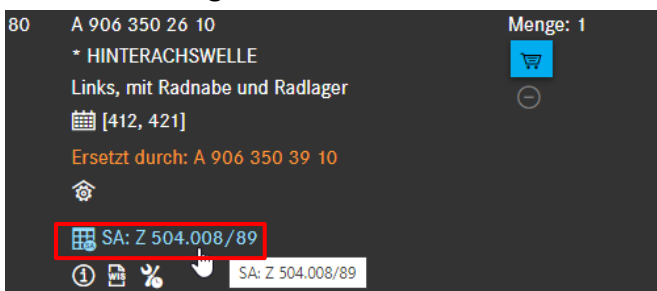 80 A 906 350 26 10 Menge: 1
* HINTERACHSWELLE
Links, mit Radnabe und Radlager
[412, 421]
Ersetzt durch: A 906 350 39 10
SA: Z 504.008/89
WIS SA: Z 504.008/89